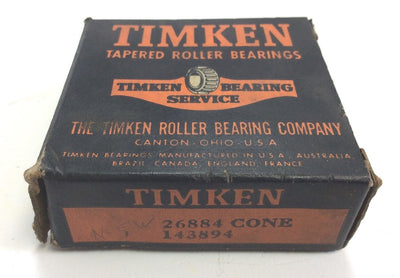 TIMKEN
TAPERED ROLLER BEARINGS
TIMKEN BEARING
SERVICE
THE TIMKEN ROLLER BEARING COMPANY
CANTON · OHIO · U.S.A
TIMKEN BEARINGS MANUFACTURED IN U.S.A., AUSTRALIA,
BRAZIL, CANADA, ENGLAND, FRANCE
TIMKEN
NEW 26884 CONE
143894